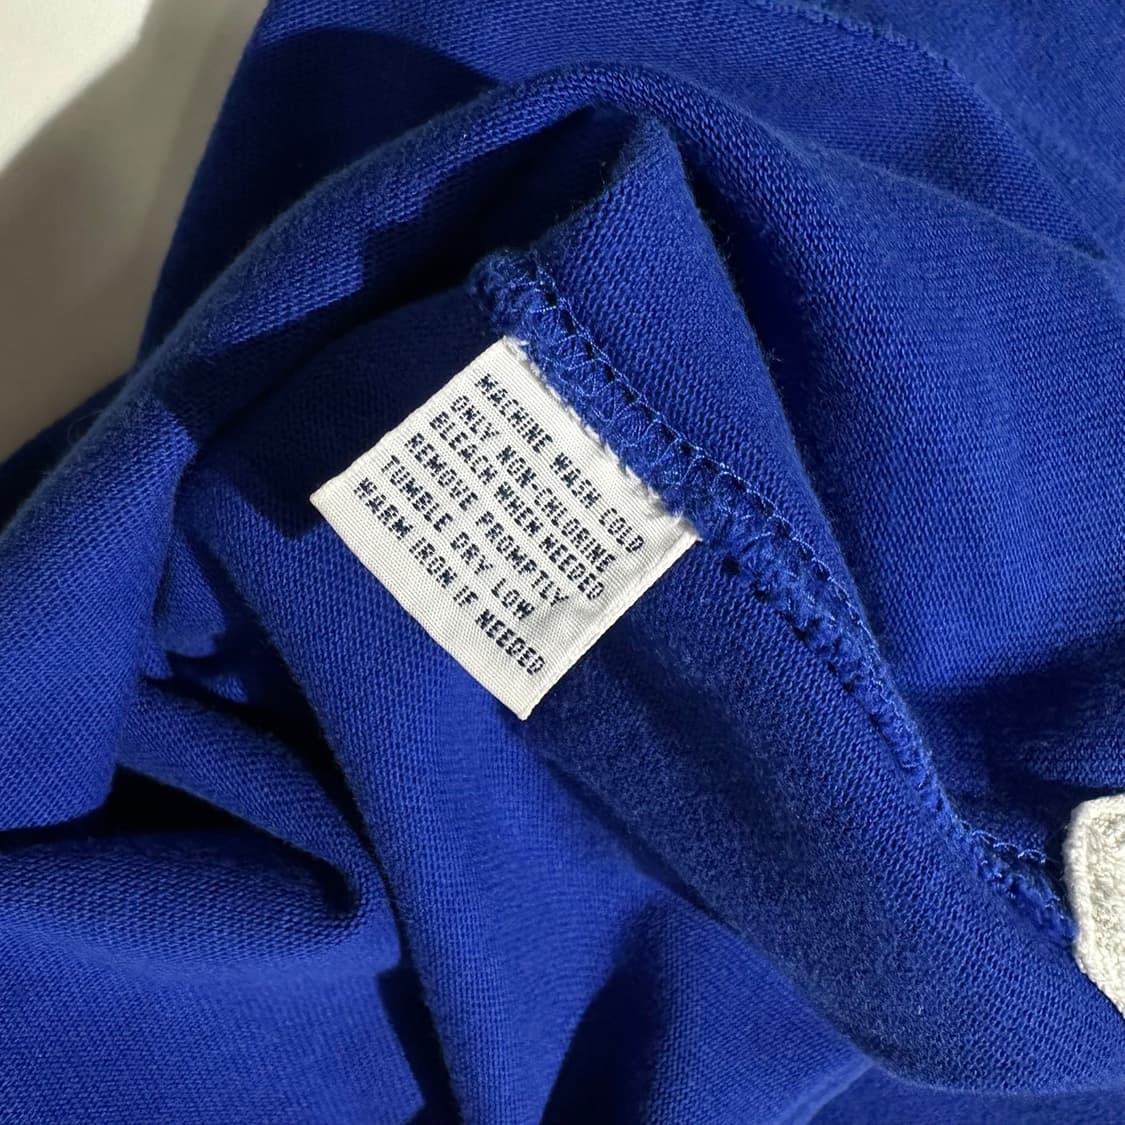 MACHINE WASH COLD
ONLY NON-CHLORINE
BLEACH WHEN NEEDED
REMOVE PROMPTLY
TUMBLE DRY LOW
WARM IRON IF NEEDED